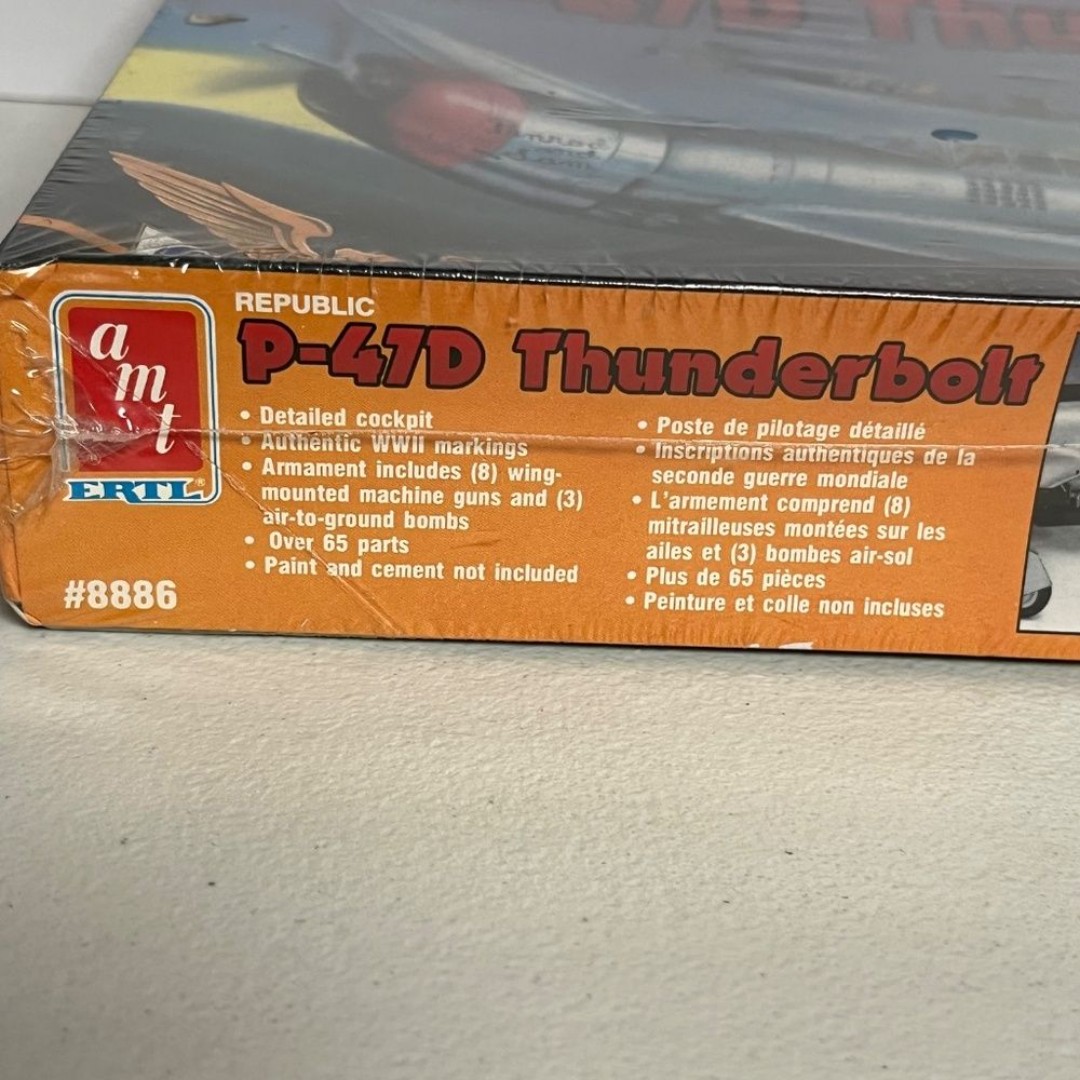 -47D Thu
a
m
t
ERTL®
REPUBLIC
P-47D Thunderbolt
• Detailed cockpit
• Authentic WWII markings
• Armament includes (8) wing-
mounted machine guns and (3)
air-to-ground bombs
• Over 65 parts
• Paint and cement not included
• Poste de pilotage détaillé
• Inscriptions authentiques de la
seconde guerre mondiale
• L'armement comprend (8)
mitrailleuses montées sur les
ailes et (3) bombes air-sol
• Plus de 65 pièces
• Peinture et colle non incluses
#8886